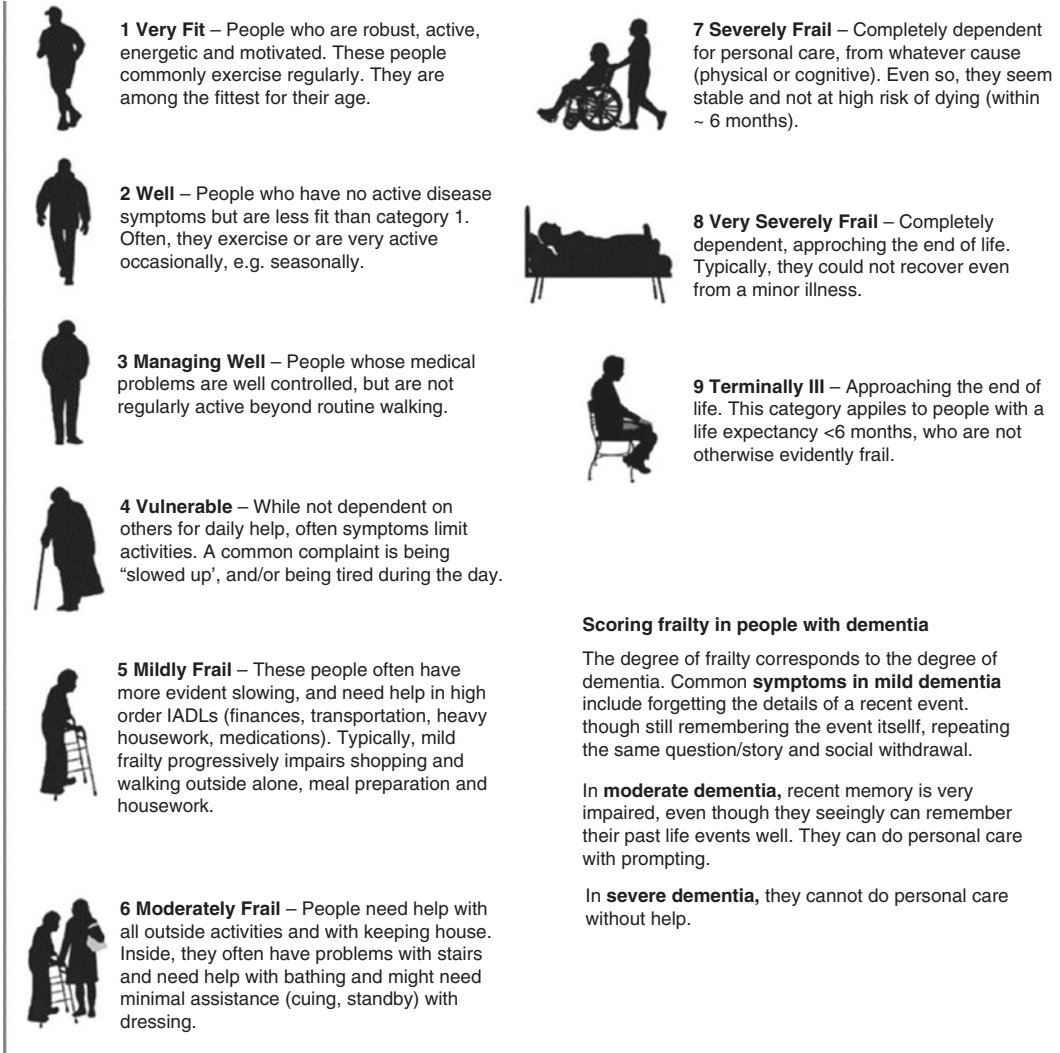 1 Very Fit – People who are robust, active,
energetic and motivated. These people
commonly exercise regularly. They are
among the fittest for their age.
2 Well – People who have no active disease
symptoms but are less fit than category 1.
Often, they exercise or are very active
occasionally, e.g. seasonally.
3 Managing Well – People whose medical
problems are well controlled, but are not
regularly active beyond routine walking.
4 Vulnerable – While not dependent on
others for daily help, often symptoms limit
activities. A common complaint is being
“slowed up’, and/or being tired during the day.
5 Mildly Frail – These people often have
more evident slowing, and need help in high
order IADLs (finances, transportation, heavy
housework, medications). Typically, mild
frailty progressively impairs shopping and
walking outside alone, meal preparation and
housework.
6 Moderately Frail – People need help with
all outside activities and with keeping house.
Inside, they often have problems with stairs
and need help with bathing and might need
minimal assistance (cuing, standby) with
dressing.
7 Severely Frail – Completely dependent
for personal care, from whatever cause
(physical or cognitive). Even so, they seem
stable and not at high risk of dying (within
~ 6 months).
8 Very Severely Frail – Completely
dependent, approching the end of life.
Typically, they could not recover even
from a minor illness.
9 Terminally III – Approaching the end of
life. This category appiles to people with a
life expectancy <6 months, who are not
otherwise evidently frail.
Scoring frailty in people with dementia
The degree of frailty corresponds to the degree of
dementia. Common symptoms in mild dementia
include forgetting the details of a recent event.
though still remembering the event itsellf, repeating
the same question/story and social withdrawal.
In moderate dementia, recent memory is very
impaired, even though they seeingly can remember
their past life events well. They can do personal care
with prompting.
In severe dementia, they cannot do personal care
without help.